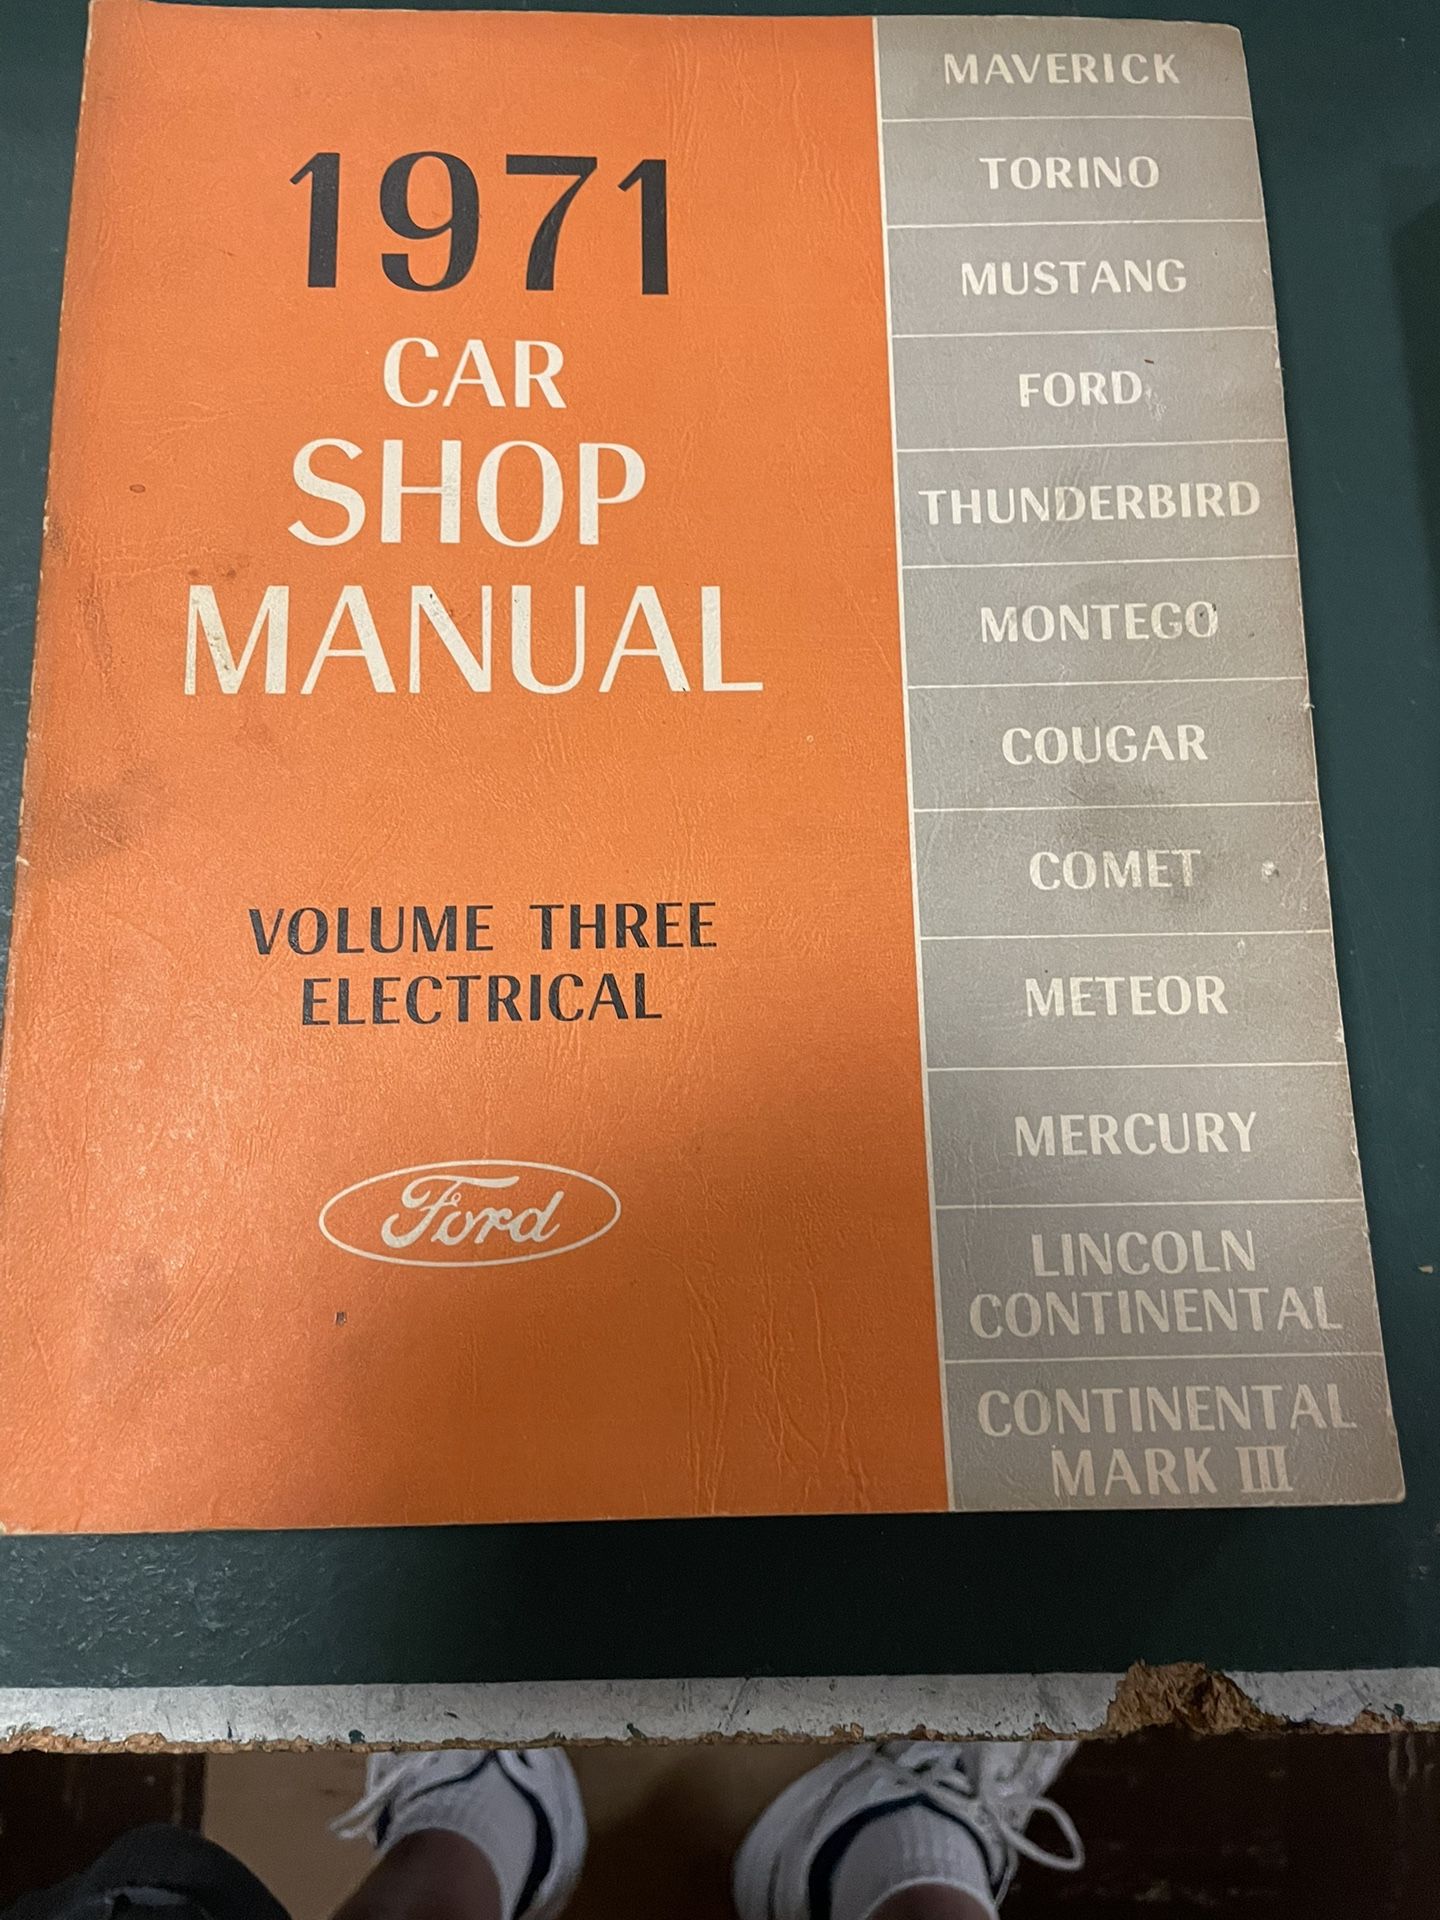 1971
CAR
SHOP
MANUAL
VOLUME THREE
ELECTRICAL
Ford
MAVERICK
TORINO
MUSTANG
FORD
THUNDERBIRD
MONTEGO
COUGAR
COMET
METEOR
MERCURY
LINCOLN
CONTINENTAL
CONTINENTAL
MARK III